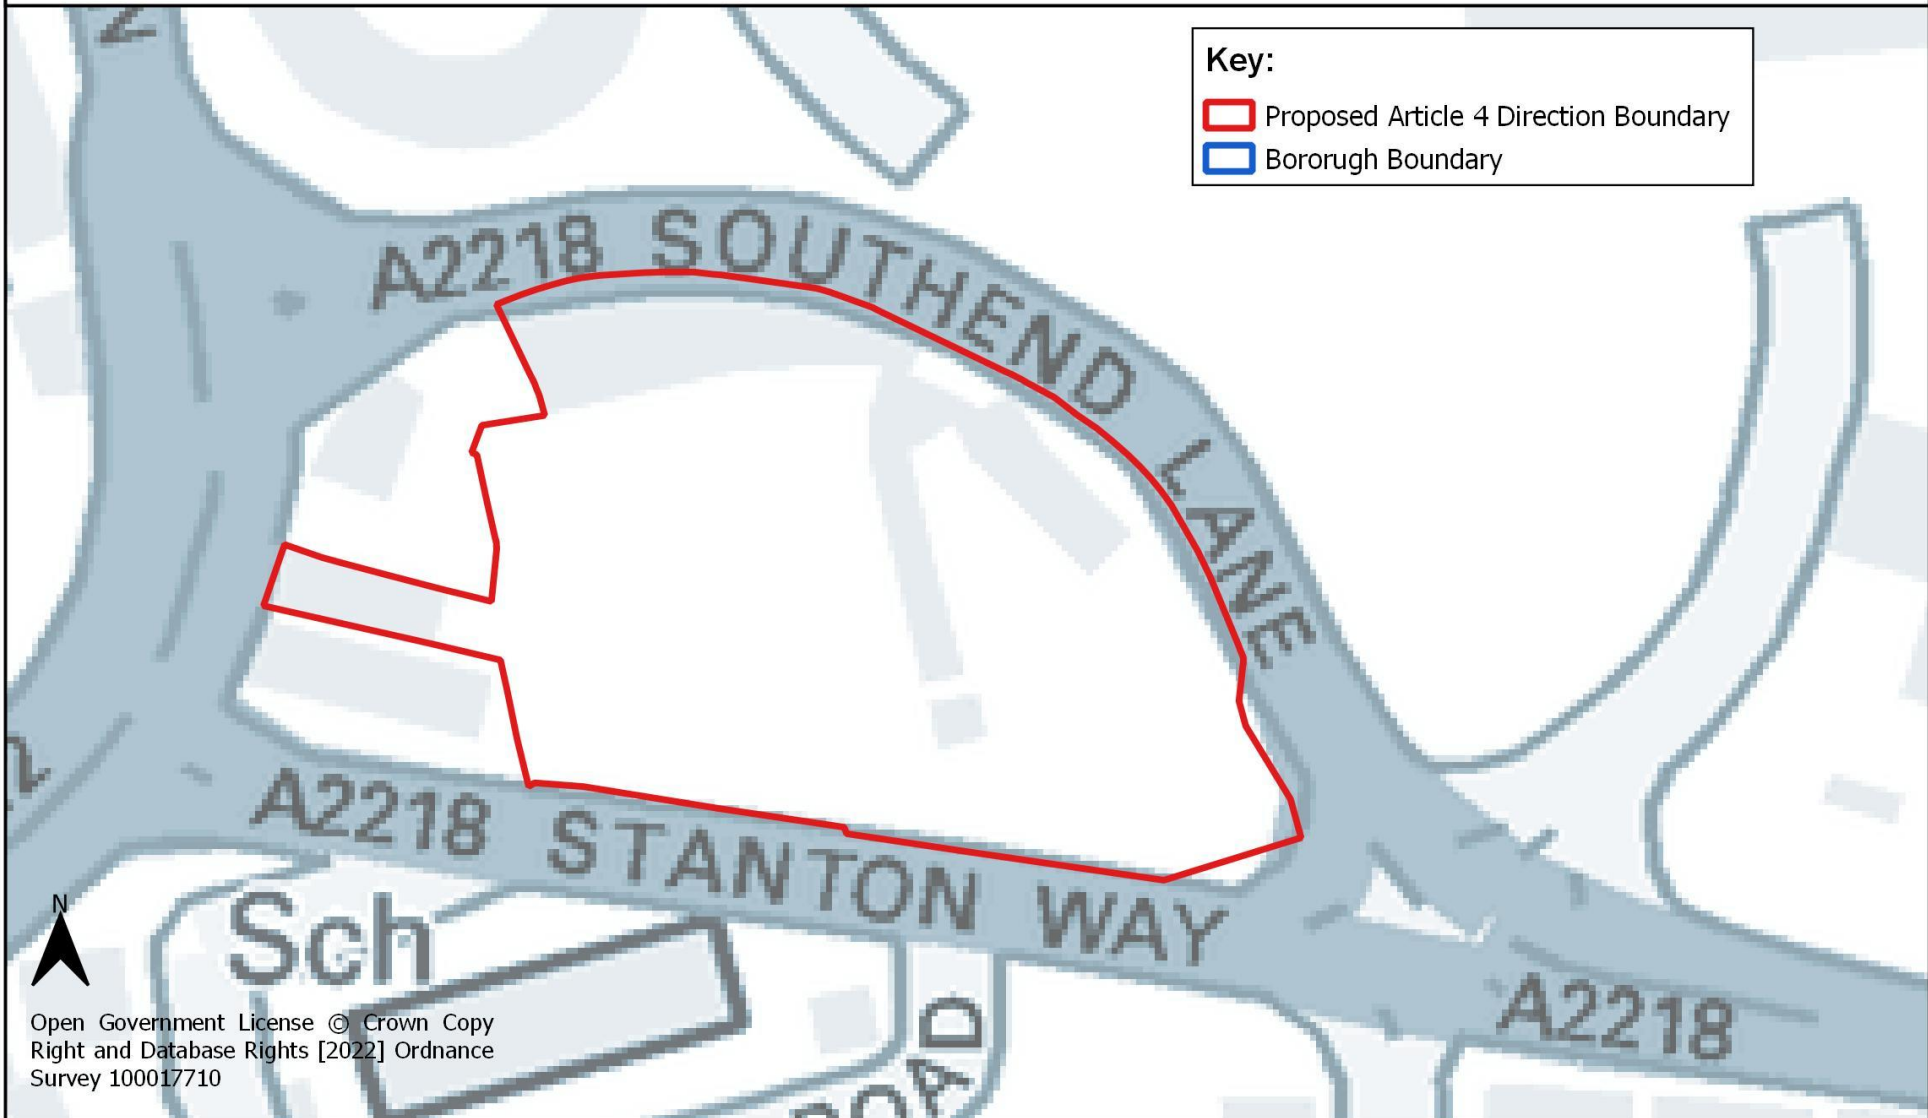 Key:
Proposed Article 4 Direction Boundary
Bororugh Boundary
A2218 SOUTHEND LANE
A2218 STANTON WAY
A2218
Sch
N
Open Government License © Crown Copy
Right and Database Rights [2022] Ordnance
Survey 100017710
ROAD